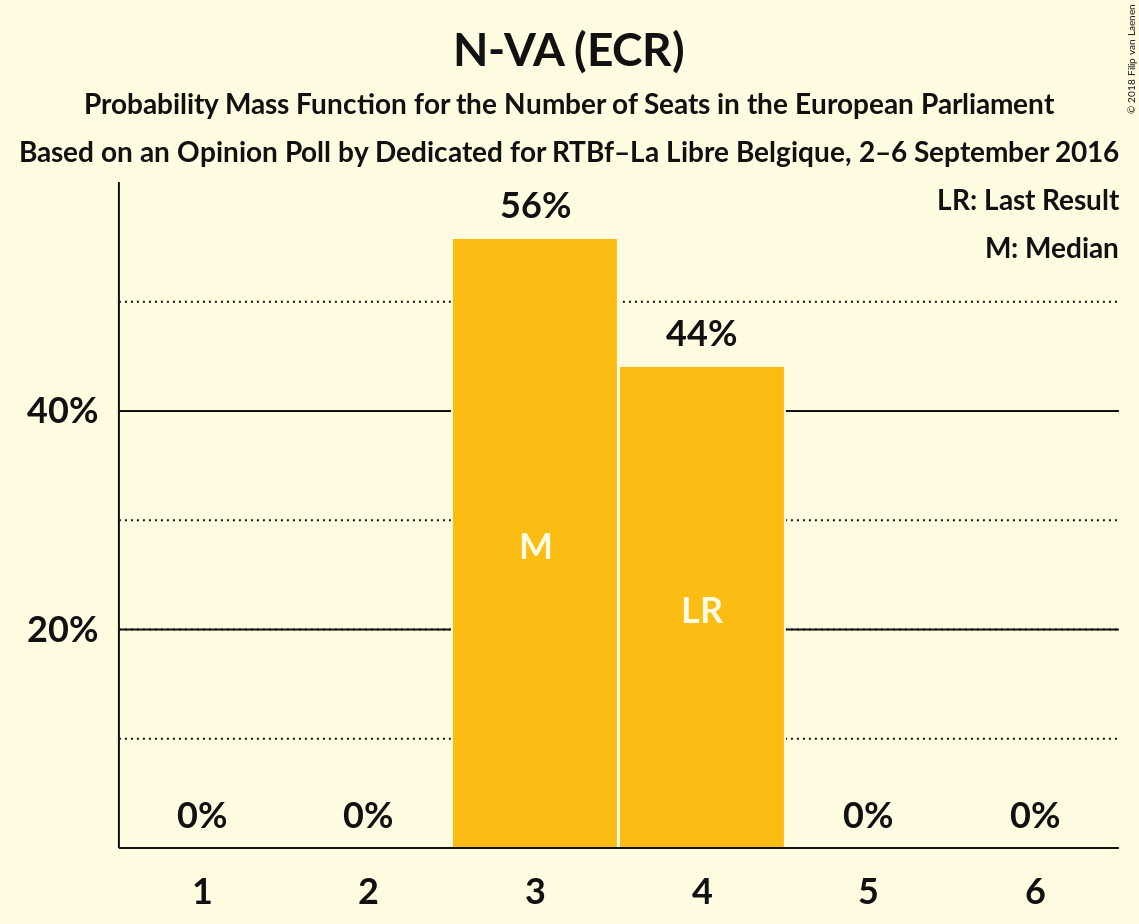 N-VA (ECR)
Probability Mass Function for the Number of Seats in the European Parliament
Based on an Opinion Poll by Dedicated for RTBf–La Libre Belgique, 2–6 September 2016
© 2018 Filip van Laenen
LR: Last Result
M: Median
56%
44%
40%
M
LR
20%
0% 0% 0% 0%
1 2 3 4 5 6